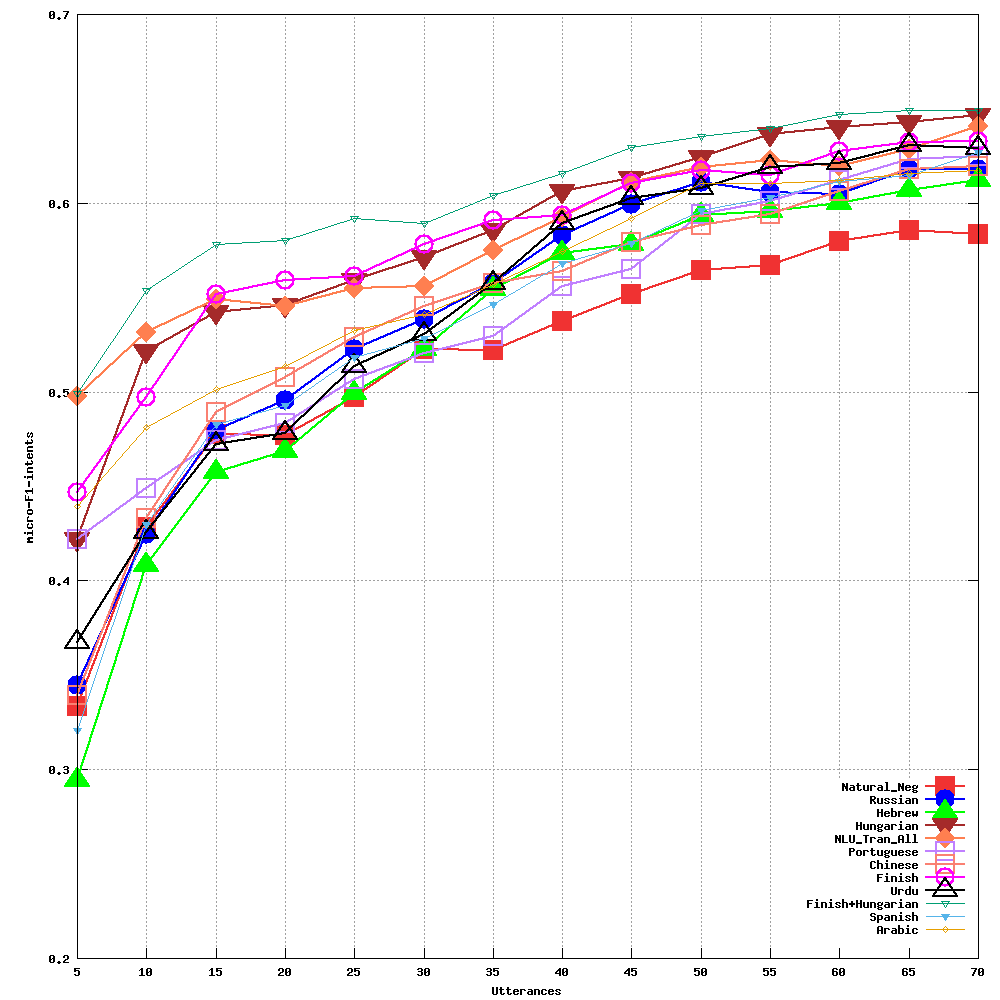 0.7
0.6
0.5
0.4
0.3
0.2
micro-F1-intents
Natural_Neg
Russian
Hebrew
Hungarian
NLU_Tran_All
Portuguese
Chinese
Finish
Urdu
Finish+Hungarian
Spanish
Arabic
5 10 15 20 25 30 35 40 45 50 55 60 65 70
Utterances